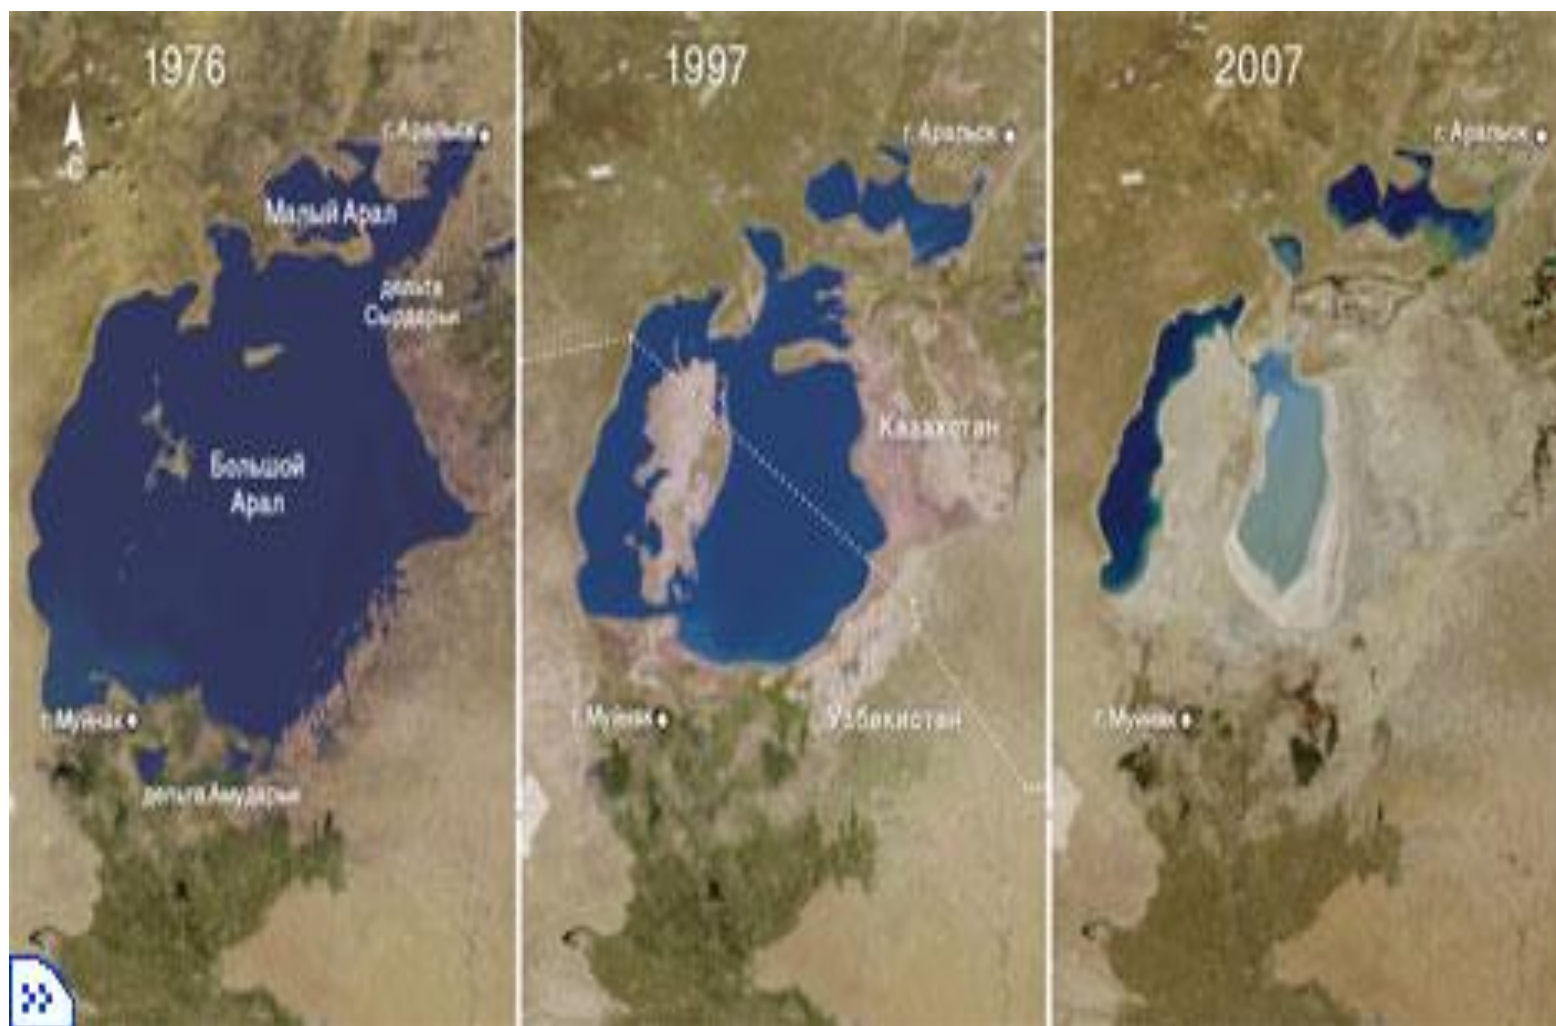 1976
г. Аральск
С
Малый Арал
дельта
Сырдарьи
Большой
Арал
г. Муйнак
дельта Амударьи
1997
г. Аральск
Казахстан
г. Муйнак
Узбекистан
2007
г. Аральск
г. Муйнак